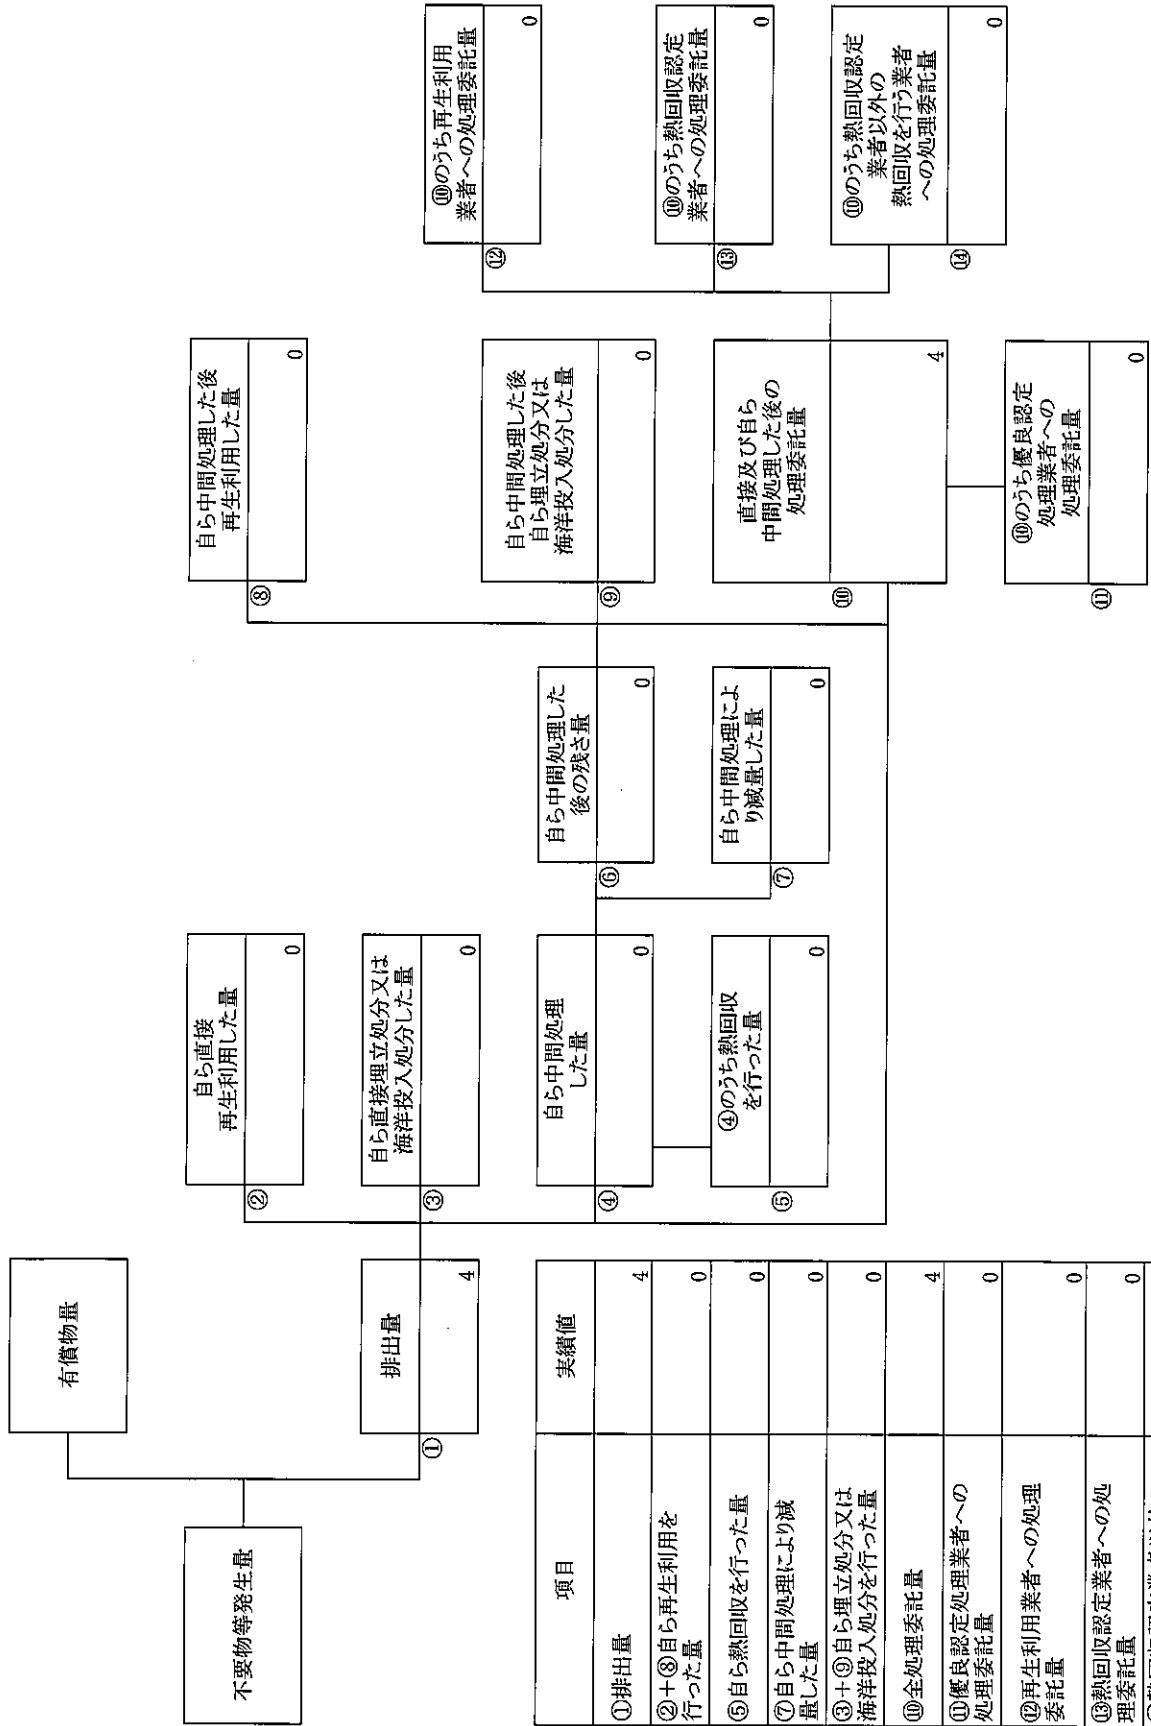 不要物等発生量
有償物量
①
排出量
4
②
自ら直接
再生利用した量
0
③
自ら直接埋立処分又は
海洋投入処分した量
0
④
自ら中間処理
した量
0
⑤
④のうち熱回収
を行った量
0
⑥
自ら中間処理した
後の残さ量
0
⑦
自ら中間処理によ
り減量した量
0
⑧
自ら中間処理した後
再生利用した量
0
⑨
自ら中間処理した後
自ら埋立処分又は
海洋投入処分した量
0
⑩
直接及び自ら
中間処理した後の
処理委託量
4
⑪
⑩のうち優良認定
処理業者への
処理委託量
0
⑫
⑩のうち再生利用
業者への処理委託量
0
⑬
⑩のうち熱回収認定
業者への処理委託量
0
⑭
⑩のうち熱回収認定
業者以外の
熱回収を行う業者
への処理委託量
0
項目 実績値
①排出量 4
②+⑧自ら再生利用を
行った量 0
⑤自ら熱回収を行った量 0
⑦自ら中間処理により減
量した量 0
③+⑨自ら埋立処分又は
海洋投入処分を行った量 0
⑩全処理委託量 4
⑪優良認定処理業者への
処理委託量 0
⑫再生利用業者への処理
委託量 0
⑬熱回収認定業者への処
理委託量 0